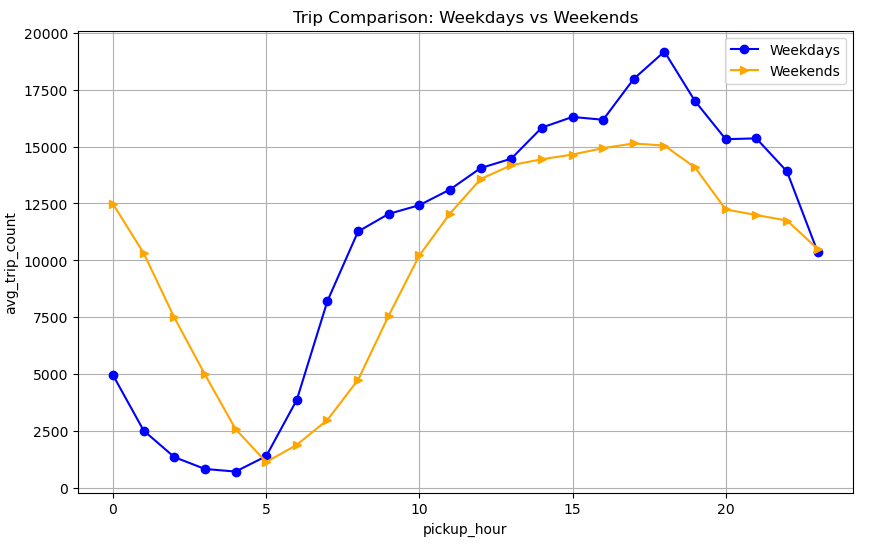 Trip Comparison: Weekdays vs Weekends
20000
17500
15000
12500
10000
7500
5000
2500
0
avg_trip_count
Weekdays
Weekends
0 5 10 15 20
pickup_hour